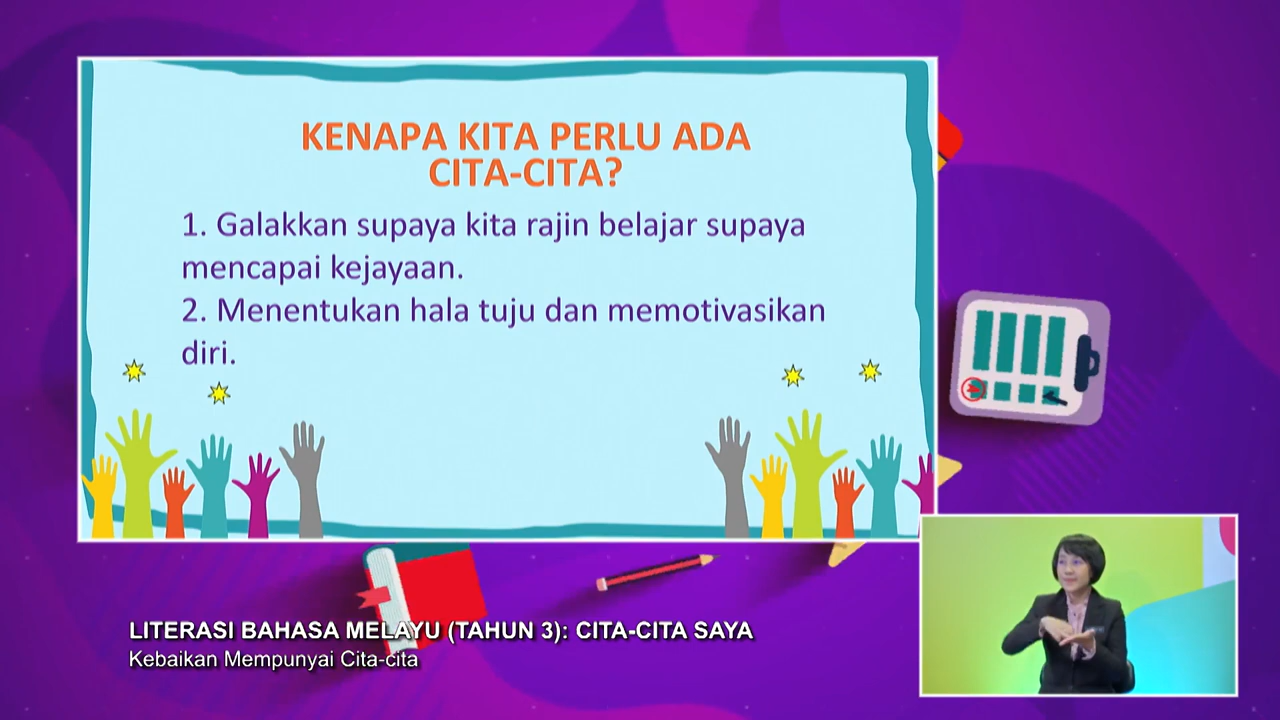 KENAPA KITA PERLU ADA
CITA-CITA?
1. Galakkan supaya kita rajin belajar supaya
mencapai kejayaan.
2. Menentukan hala tuju dan memotivasikan
diri.
LITERASI BAHASA MELAYU (TAHUN 3): CITA-CITA SAYA
Kebaikan Mempunyai Cita-cita